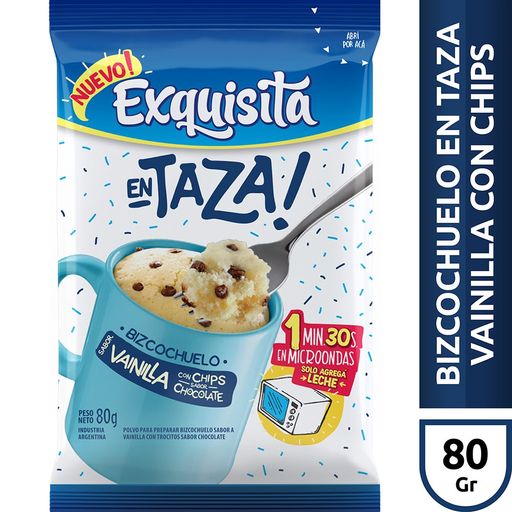 ABRÍ
POR ACÁ
NUEVO!
Exquisita
EN TAZA!
BIZCOCHUELO
SABOR
VAINILLA
CON CHIPS
SABOR
CHOCOLATE
1 MIN 30s
EN MICROONDAS
SOLO AGREGÁ
LECHE
PESO
NETO 80g
INDUSTRIA
ARGENTINA
POLVO PARA PREPARAR BIZCOCHUELO SABOR A
VAINILLA CON TROCITOS SABOR CHOCOLATE
BIZCOCHUELO EN TAZA
VAINILLA CON CHIPS
80
Gr